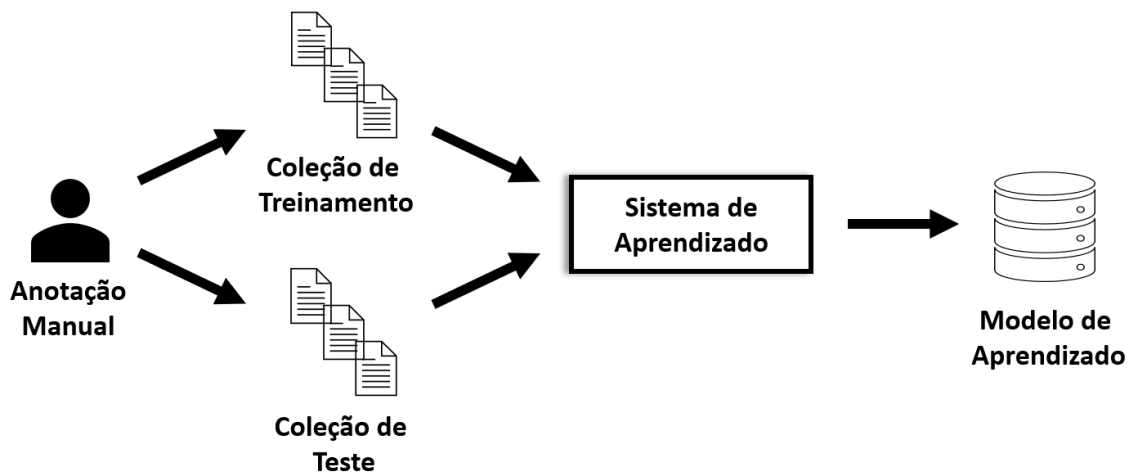 Anotação
Manual
Coleção de
Treinamento
Coleção de
Teste
Sistema de
Aprendizado
Modelo de
Aprendizado